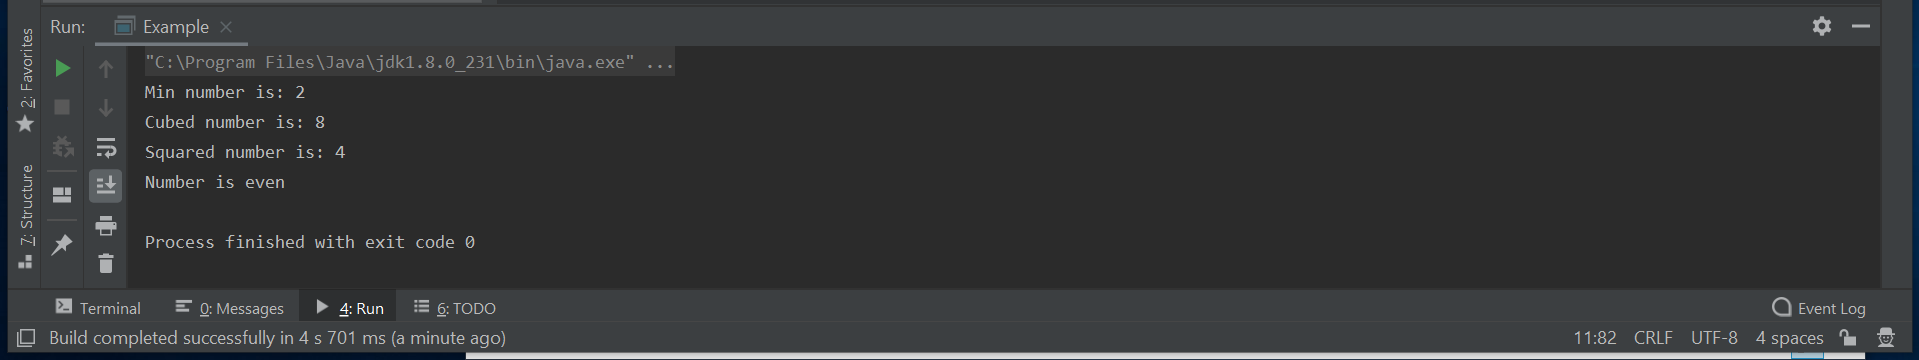 Run: Example
"C:\Program Files\Java\jdk1.8.0_231\bin\java.exe" ...
Min number is: 2
Cubed number is: 8
Squared number is: 4
Number is even
Process finished with exit code 0
2: Favorites
7: Structure
Terminal 0: Messages 4: Run 6: TODO Event Log
Build completed successfully in 4 s 701 ms (a minute ago) 11:82 CRLF UTF-8 4 spaces